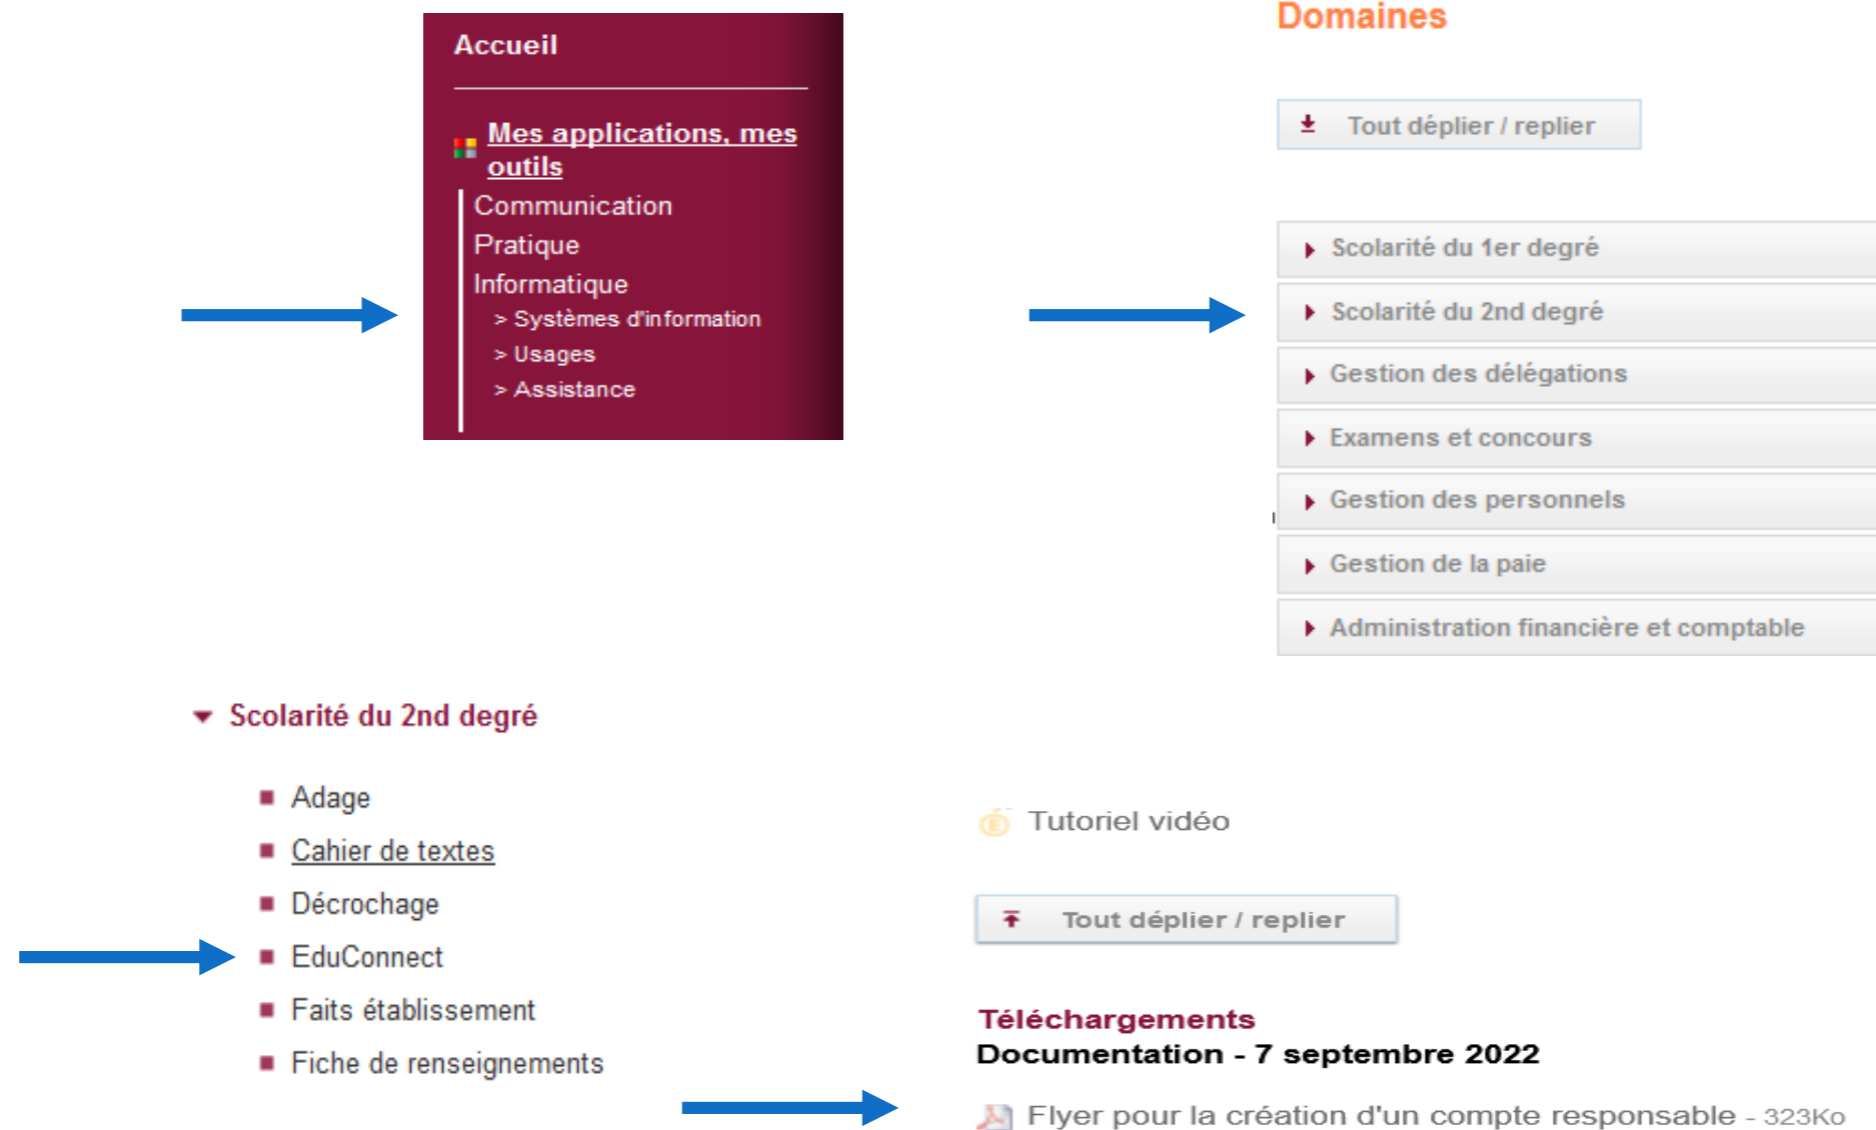 Accueil
Mes applications, mes
outils
Communication
Pratique
Informatique
> Systèmes d'information
> Usages
> Assistance
Domaines
Tout déplier / replier
Scolarité du 1er degré
Scolarité du 2nd degré
Gestion des délégations
Examens et concours
Gestion des personnels
Gestion de la paie
Administration financière et comptable
Scolarité du 2nd degré
Adage
Cahier de textes
Décrochage
EduConnect
Faits établissement
Fiche de renseignements
Tutoriel vidéo
Tout déplier / replier
Téléchargements
Documentation - 7 septembre 2022
Flyer pour la création d'un compte responsable - 323Ko